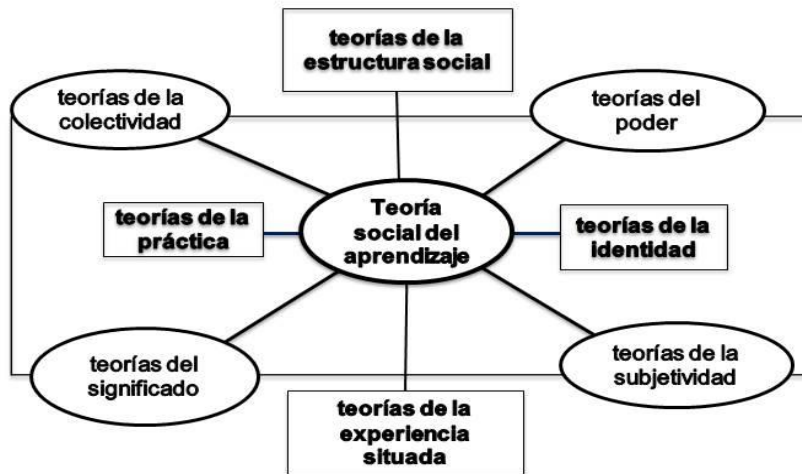 teorías de la
estructura social
teorías de la
colectividad
teorías del
poder
teorías de la
práctica
Teoría
social del
aprendizaje
teorías de la
identidad
teorías del
significado
teorías de la
subjetividad
teorías de la
experiencia
situada